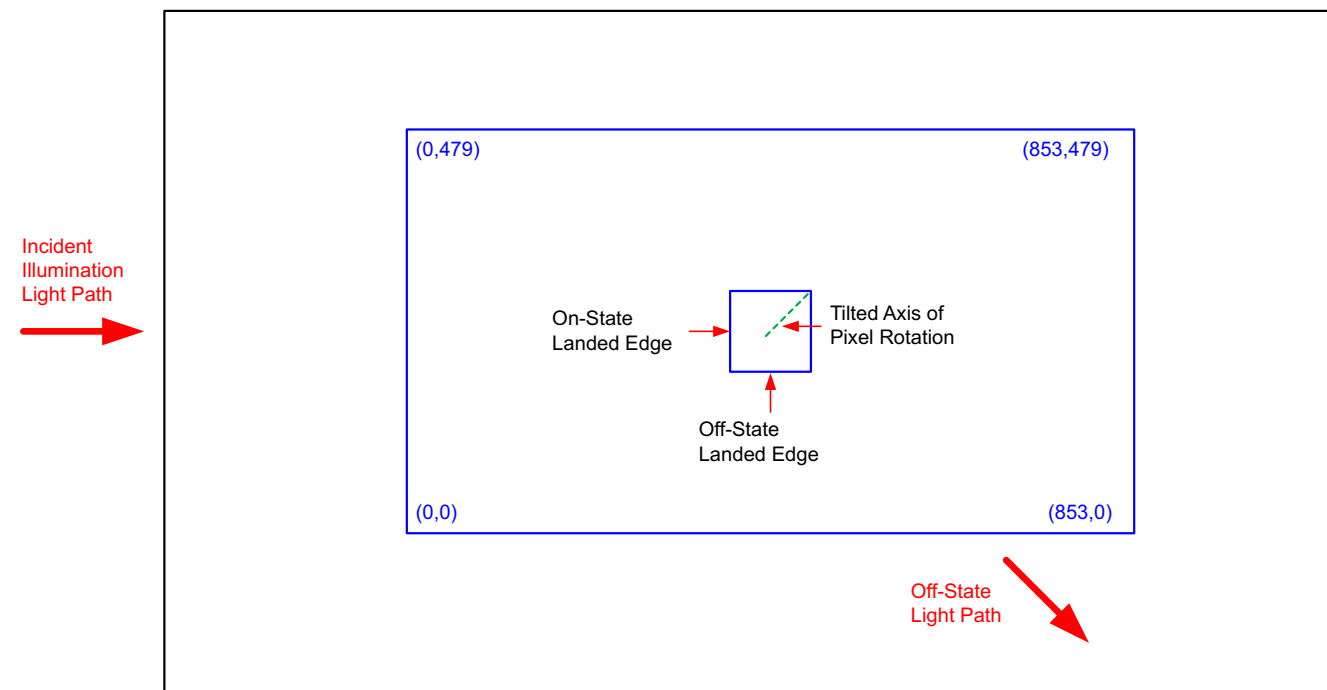 (0,479)
(853,479)
Incident
Illumination
Light Path
On-State
Landed Edge
Tilted Axis of
Pixel Rotation
Off-State
Landed Edge
(0,0)
(853,0)
Off-State
Light Path